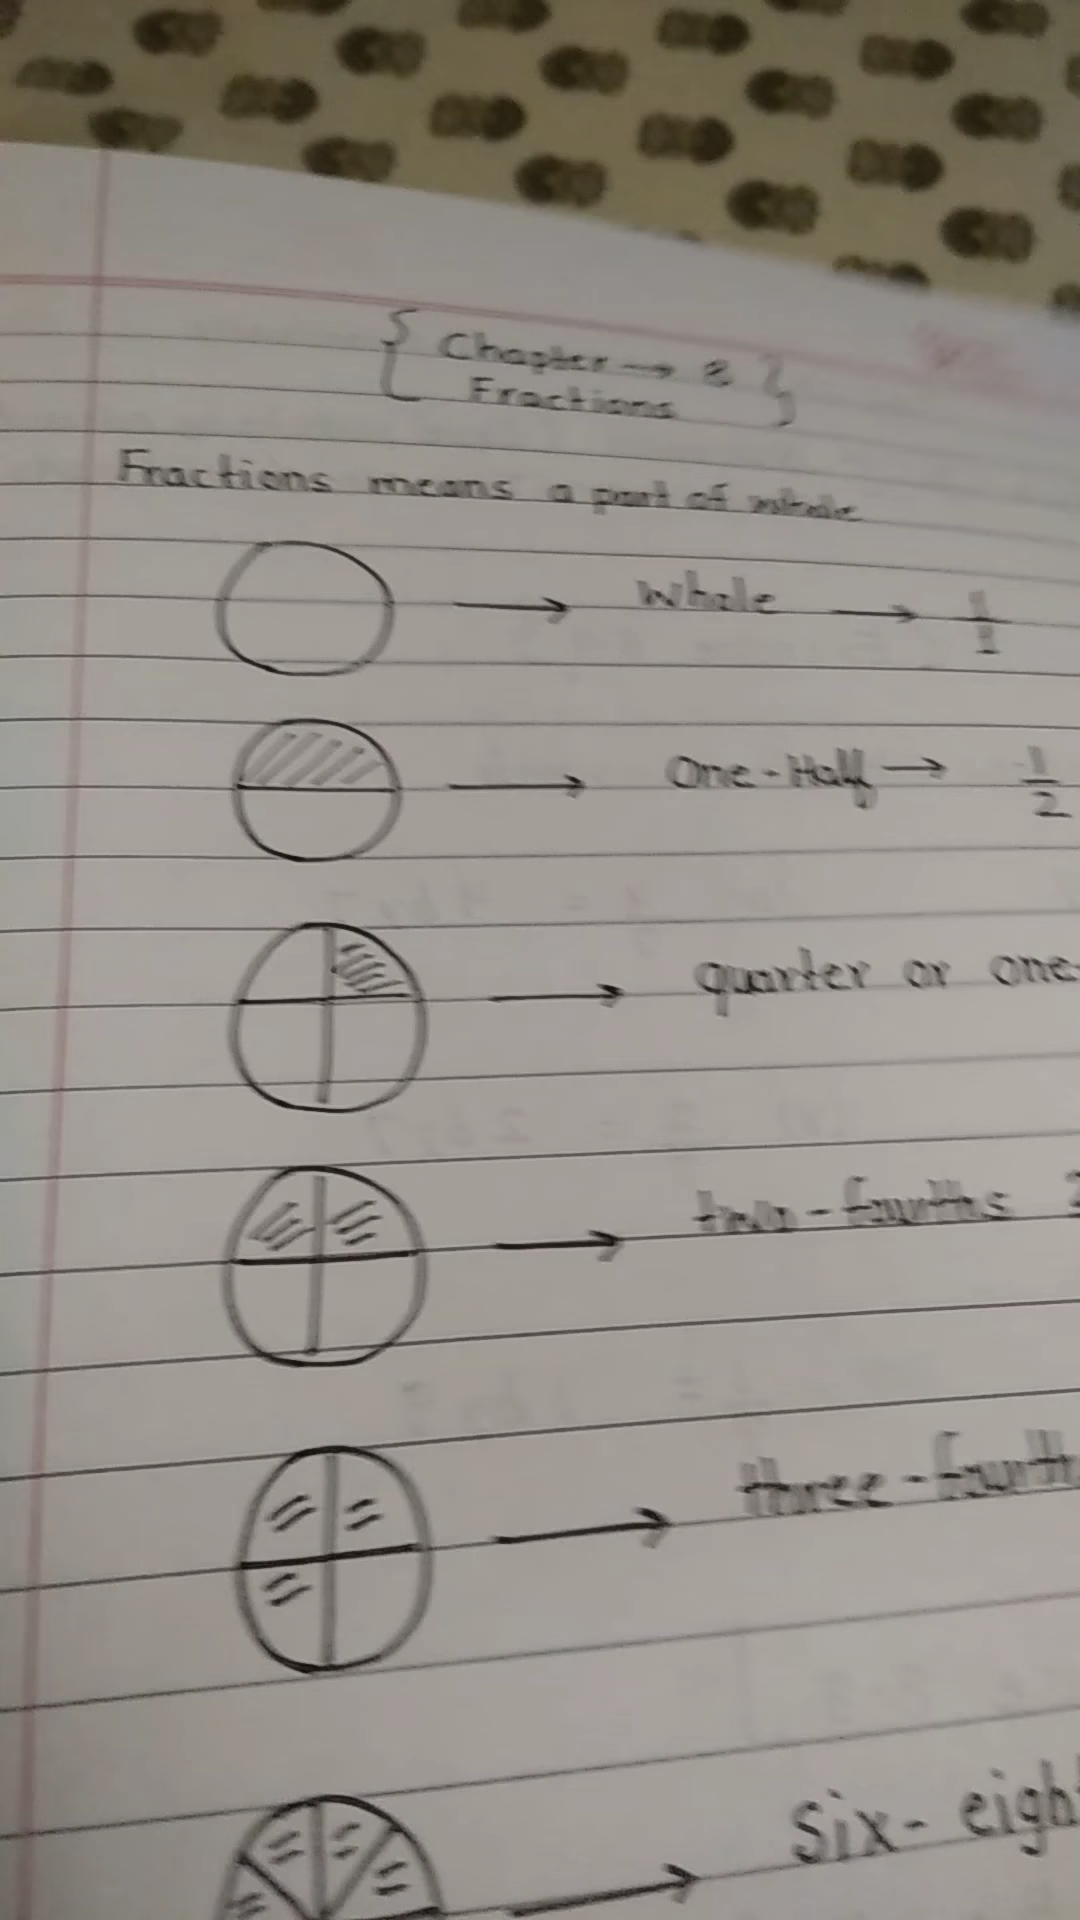 { Chapter → 8 }
Fractions
Fractions means a part of whole
→ Whole → 1/1
→ One-Half → 1/2
→ quarter or one-
→ two-fourths
→ three-fourth
→ Six-eigh